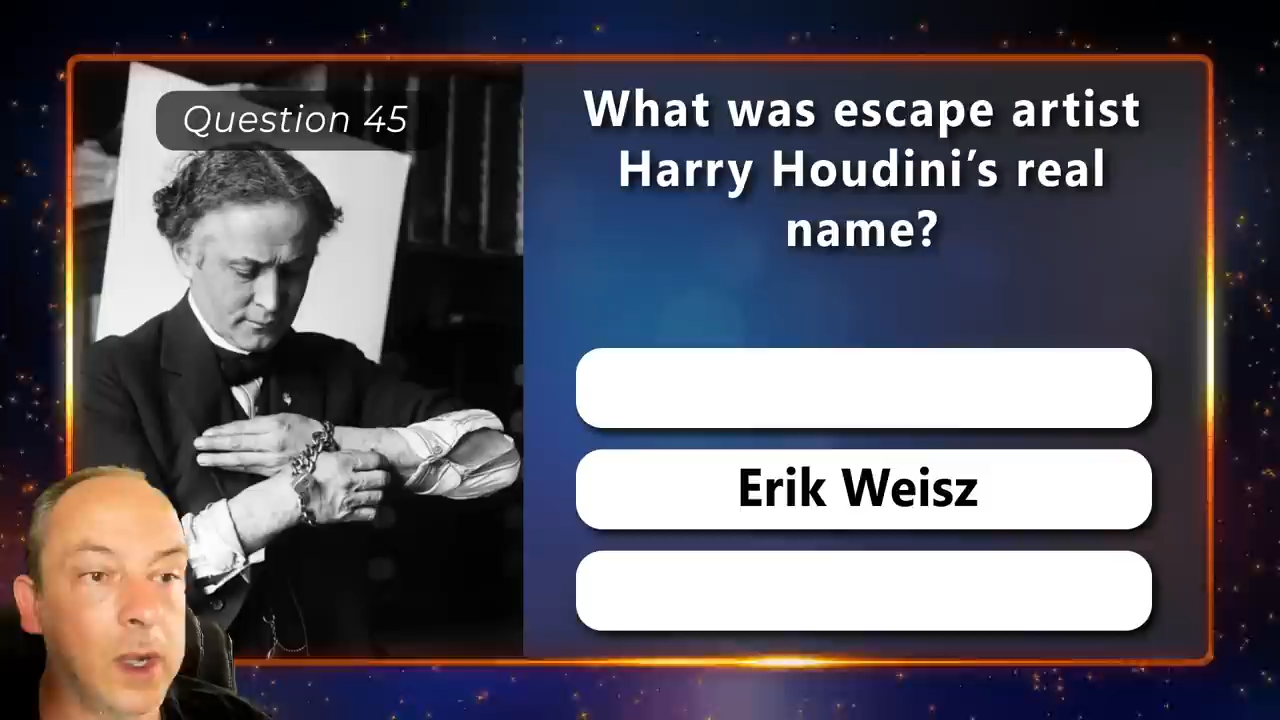 Question 45
What was escape artist
Harry Houdini’s real
name?
Erik Weisz